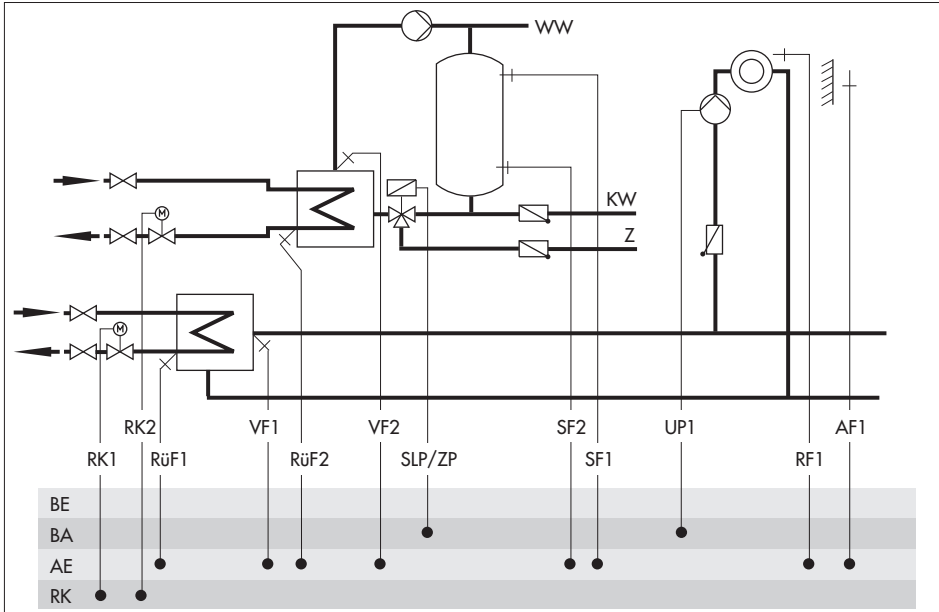 WW
KW
Z
M
M
RK2 VF1 VF2 SF2 UP1 AF1
RK1 RüF1 RüF2 SLP/ZP SF1 RF1
BE
BA
AE
RK